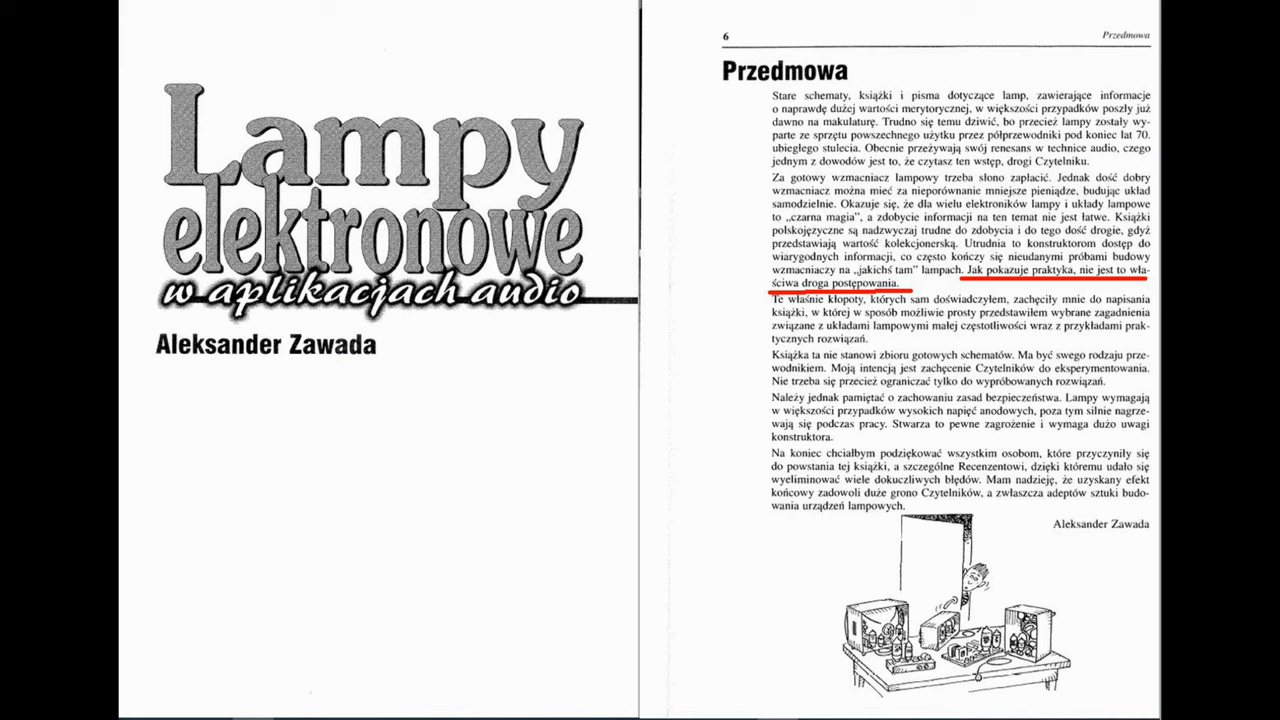 Lampy
elektronowe
w aplikacjach audio
Aleksander Zawada
6
Przedmowa
Przedmowa
Stare schematy, książki i pisma dotyczące lamp, zawierające informacje
o naprawdę dużej wartości merytorycznej, w większości przypadków poszły już
dawno na makulaturę. Trudno się temu dziwić, bo przecież lampy zostały wy-
parte ze sprzętu powszechnego użytku przez półprzewodniki pod koniec lat 70.
ubiegłego stulecia. Obecnie przeżywają swój renesans w technice audio, czego
jednym z dowodów jest to, że czytasz ten wstęp, drogi Czytelniku.
Za gotowy wzmacniacz lampowy trzeba słono zapłacić. Jednak dość dobry
wzmacniacz można mieć za nieporównanie mniejsze pieniądze, budując układ
samodzielnie. Okazuje się, że dla wielu elektroników lampy i układy lampowe
to „czarna magia”, a zdobycie informacji na ten temat nie jest łatwe. Książki
polskojęzyczne są nadzwyczaj trudne do zdobycia i do tego dość drogie, gdyż
przedstawiają wartość kolekcjonerską. Utrudnia to konstruktorom dostęp do
wiarygodnych informacji, co często kończy się nieudanymi próbami budowy
wzmacniaczy na „jakichś tam” lampach. Jak pokazuje praktyka, nie jest to wła-
ściwa droga postępowania.
Te właśnie kłopoty, których sam doświadczyłem, zachęciły mnie do napisania
książki, w której w sposób możliwie prosty przedstawiłem wybrane zagadnienia
związane z układami lampowymi małej częstotliwości wraz z przykładami prak-
tycznych rozwiązań.
Książka ta nie stanowi zbioru gotowych schematów. Ma być swego rodzaju prze-
wodnikiem. Moją intencją jest zachęcenie Czytelników do eksperymentowania.
Nie trzeba się przecież ograniczać tylko do wypróbowanych rozwiązań.
Należy jednak pamiętać o zachowaniu zasad bezpieczeństwa. Lampy wymagają
w większości przypadków wysokich napięć anodowych, poza tym silnie nagrze-
wają się podczas pracy. Stwarza to pewne zagrożenie i wymaga dużo uwagi
konstruktora.
Na koniec chciałbym podziękować wszystkim osobom, które przyczyniły się
do powstania tej książki, a szczególne Recenzentowi, dzięki któremu udało się
wyeliminować wiele dokuczliwych błędów. Mam nadzieję, że uzyskany efekt
końcowy zadowoli duże grono Czytelników, a zwłaszcza adeptów sztuki budo-
wania urządzeń lampowych.
Aleksander Zawada